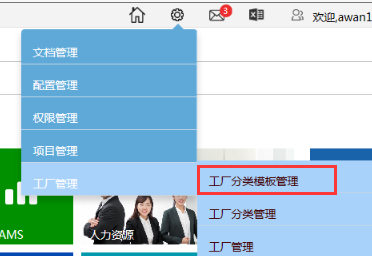 3
欢迎,awan1
文档管理
配置管理
权限管理
项目管理
工厂管理
工厂分类模板管理
工厂分类管理
工厂管理
AMS
人力资源